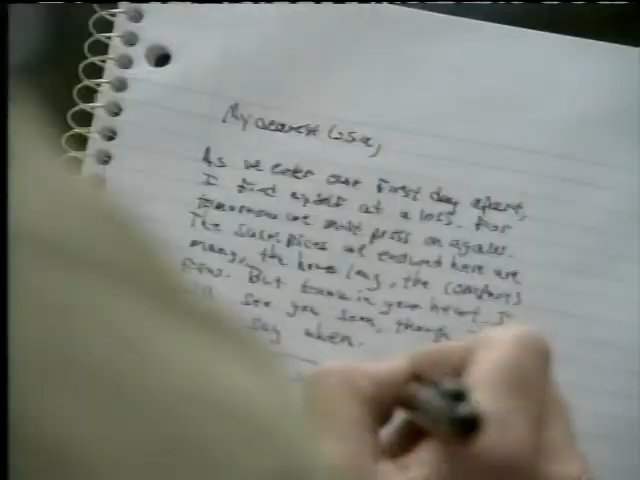 My dearest Lisa,
As we enter our first day apart,
I find myself at a loss. For
tomorrow we must press on again.
The sacrifices we endured here are
many, the hours long, the comforts
few. But know in your heart I
'll see you soon, though
say when.